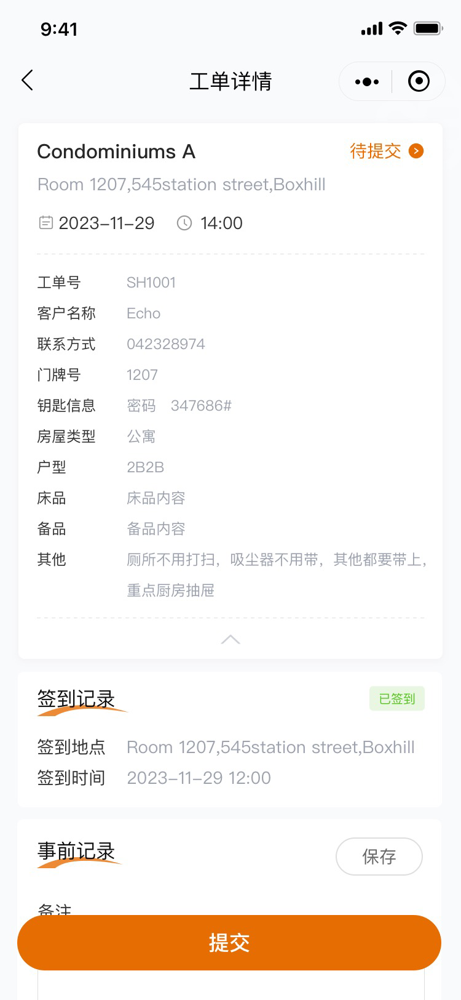 9:41
工单详情
Condominiums A
待提交
Room 1207,545station street,Boxhill
2023-11-29
14:00
工单号 SH1001
客户名称 Echo
联系方式 042328974
门牌号 1207
钥匙信息 密码 347686#
房屋类型 公寓
户型 2B2B
床品 床品内容
备品 备品内容
其他 厕所不用打扫，吸尘器不用带，其他都要带上，
重点厨房抽屉
签到记录
已签到
签到地点 Room 1207,545station street,Boxhill
签到时间 2023-11-29 12:00
事前记录
保存
备注
提交